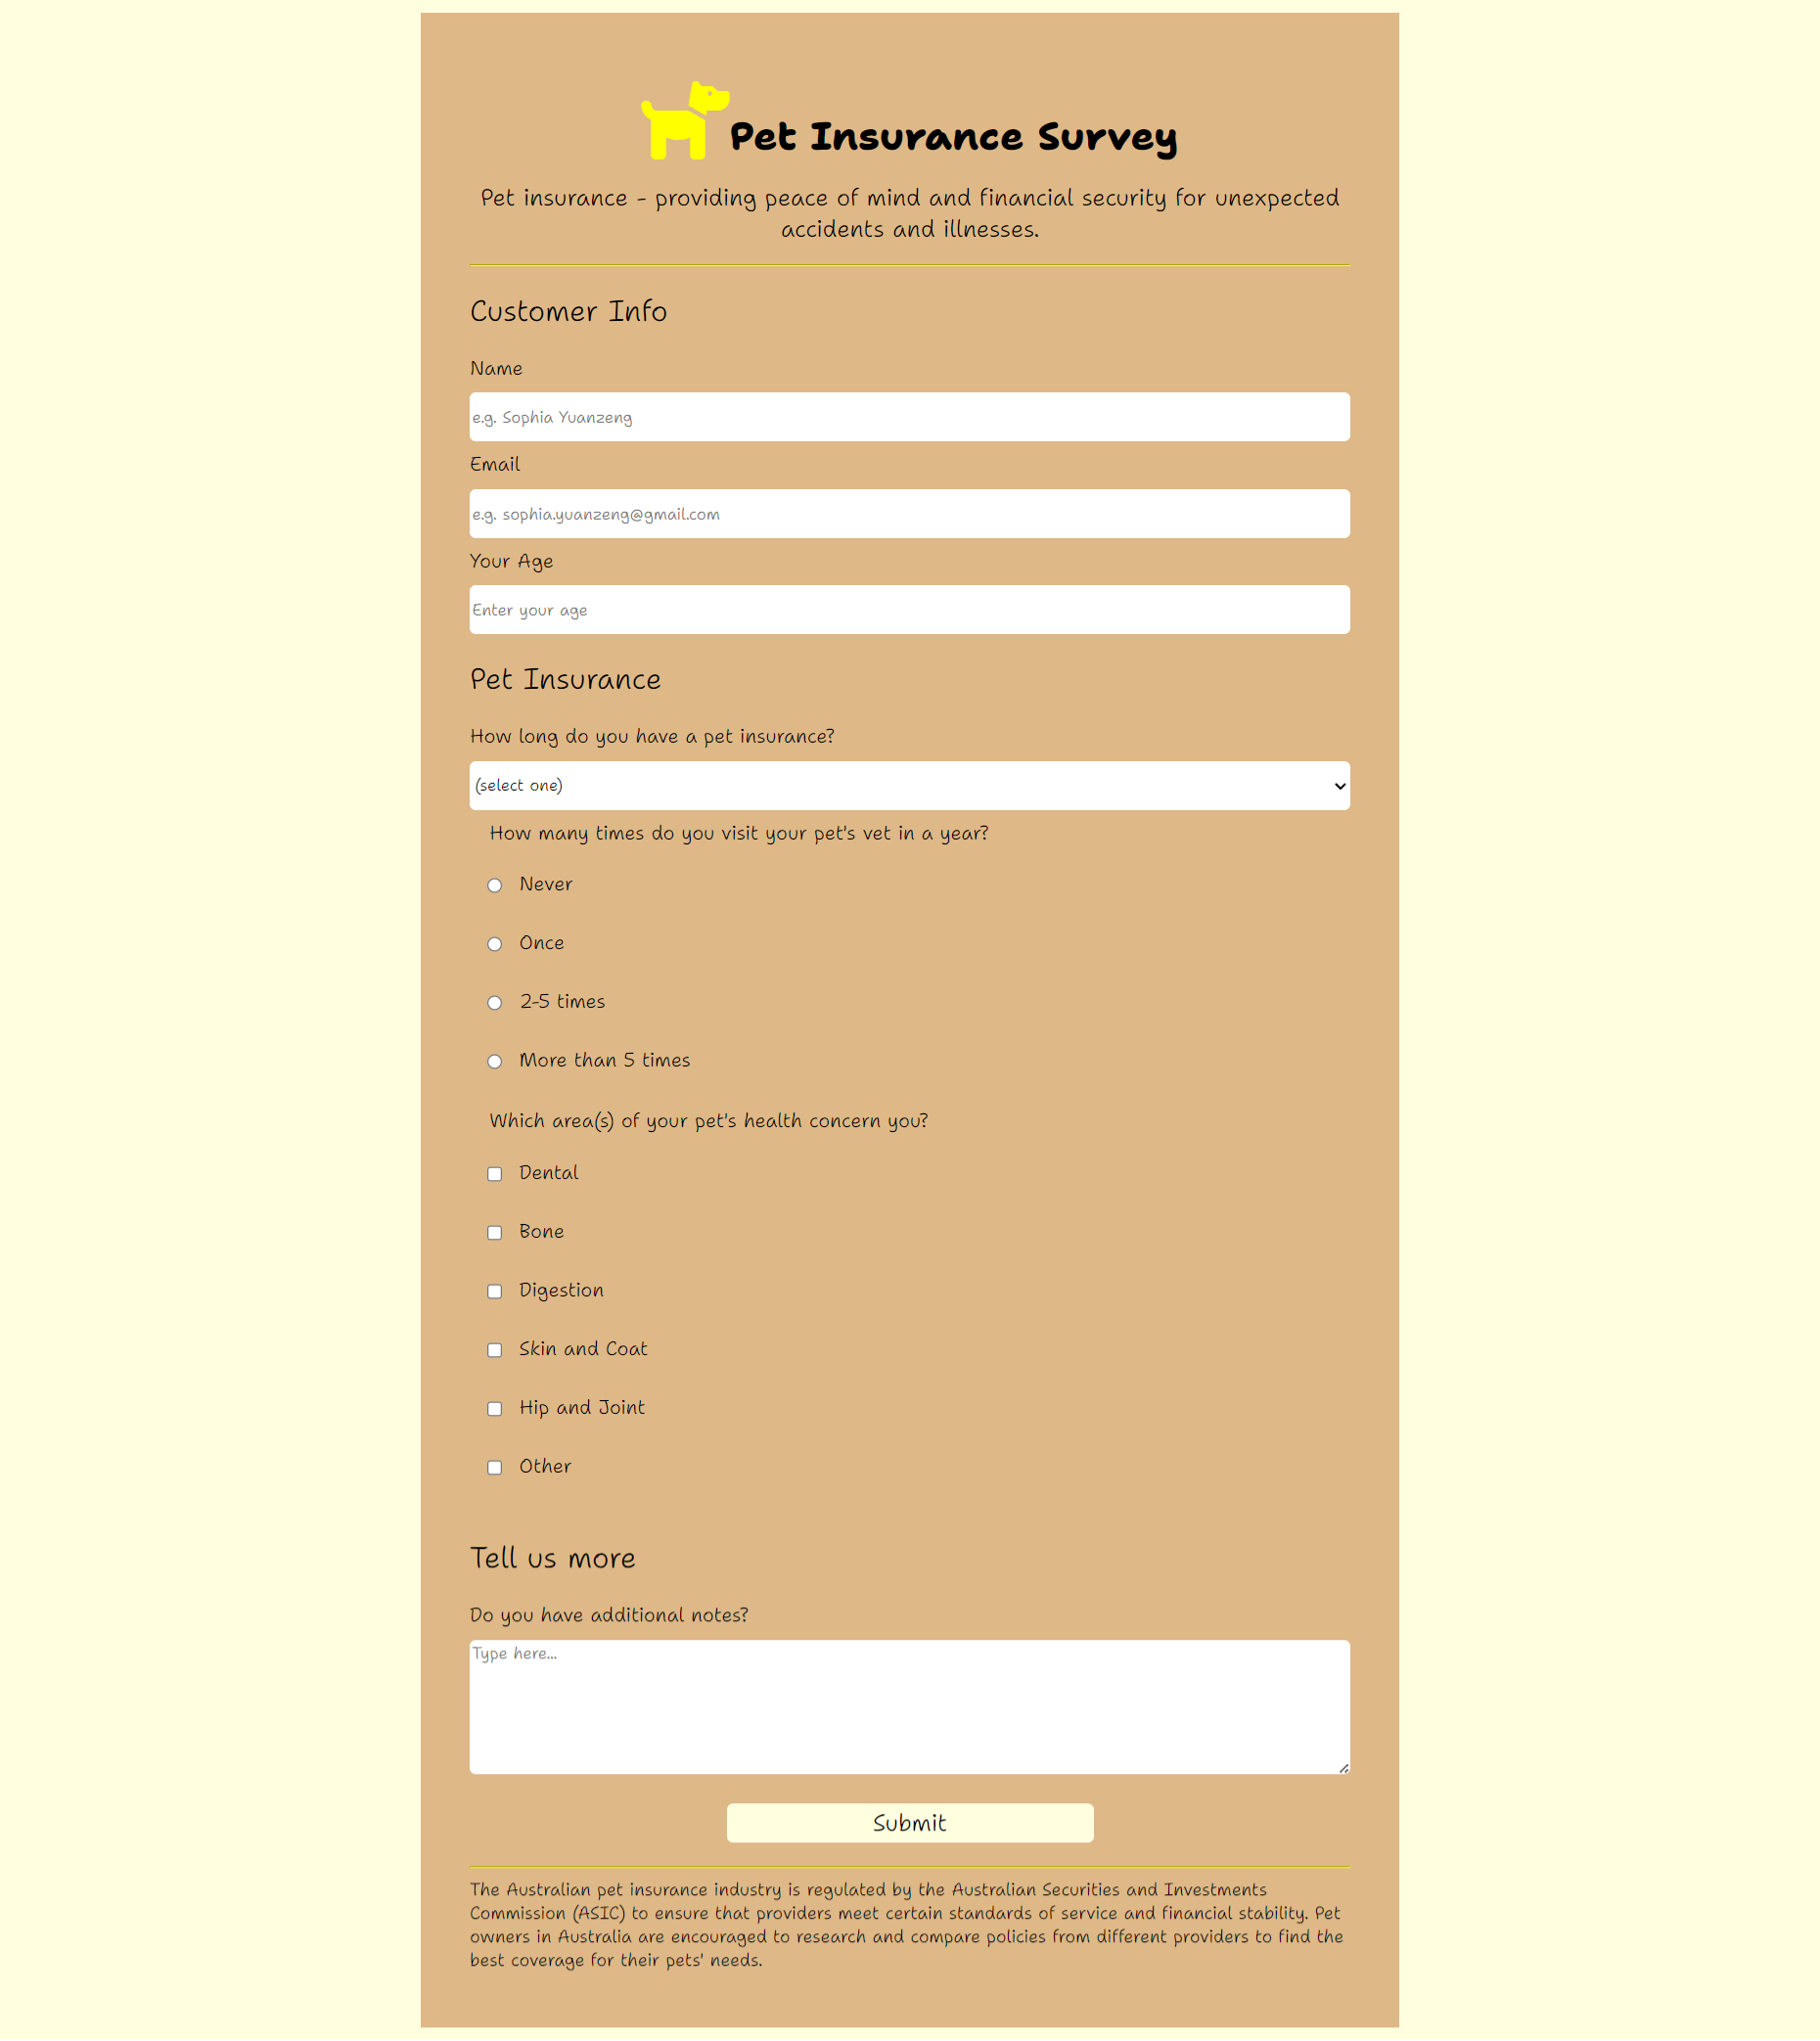 Pet Insurance Survey
Pet insurance - providing peace of mind and financial security for unexpected
accidents and illnesses.
Customer Info
Name
e.g. Sophia Yuanzeng
Email
e.g. sophia.yuanzeng@gmail.com
Your Age
Enter your age
Pet Insurance
How long do you have a pet insurance?
(select one)
How many times do you visit your pet's vet in a year?
Never
Once
2-5 times
More than 5 times
Which area(s) of your pet's health concern you?
Dental
Bone
Digestion
Skin and Coat
Hip and Joint
Other
Tell us more
Do you have additional notes?
Type here...
Submit
The Australian pet insurance industry is regulated by the Australian Securities and Investments
Commission (ASIC) to ensure that providers meet certain standards of service and financial stability. Pet
owners in Australia are encouraged to research and compare policies from different providers to find the
best coverage for their pets' needs.